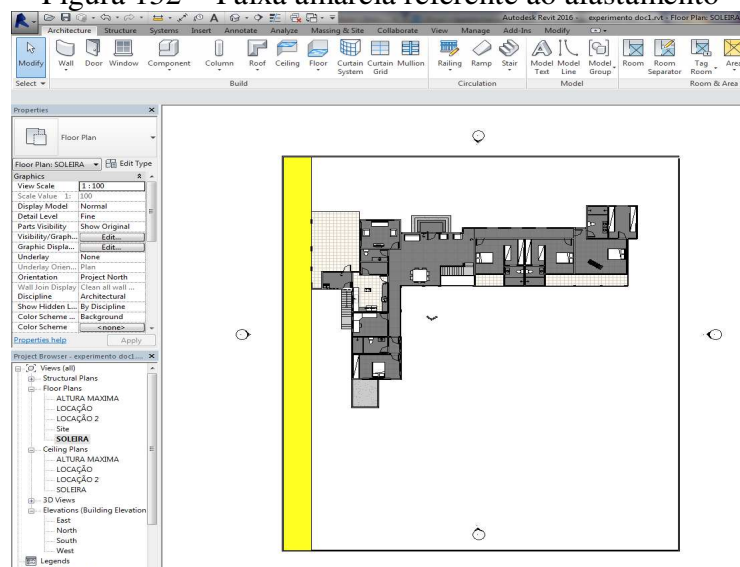 Figura 132 – Faixa amarela referente ao afastamento
Autodesk Revit 2016 - experimento doc1.rvt - Floor Plan: SOLEIRA
Architecture Structure Systems Insert Annotate Analyze Massing & Site Collaborate View Manage Add-Ins Modify
Modify Wall Door Window Component Column Roof Ceiling Floor Curtain System Curtain Grid Mullion Railing Ramp Stair Model Text Model Line Model Group Room Room Separator Tag Room Area
Select Build Circulation Model Room & Area
Properties
Floor Plan
Floor Plan: SOLEIRA Edit Type
Graphics
View Scale 1 : 100
Scale Value 1: 100
Display Model Normal
Detail Level Fine
Parts Visibility Show Original
Visibility/Graph... Edit...
Graphic Displa... Edit...
Underlay None
Underlay Orien... Plan
Orientation Project North
Wall Join Display Clean all wall ...
Discipline Architectural
Show Hidden L... By Discipline
Color Scheme ... Background
Color Scheme <none>
Properties help Apply
Project Browser - experimento doc1....
Views (all)
Structural Plans
Floor Plans
ALTURA MAXIMA
LOCAÇÃO
LOCAÇÃO 2
Site
SOLEIRA
Ceiling Plans
ALTURA MAXIMA
LOCAÇÃO
LOCAÇÃO 2
SOLEIRA
3D Views
Elevations (Building Elevation
East
North
South
West
Legends